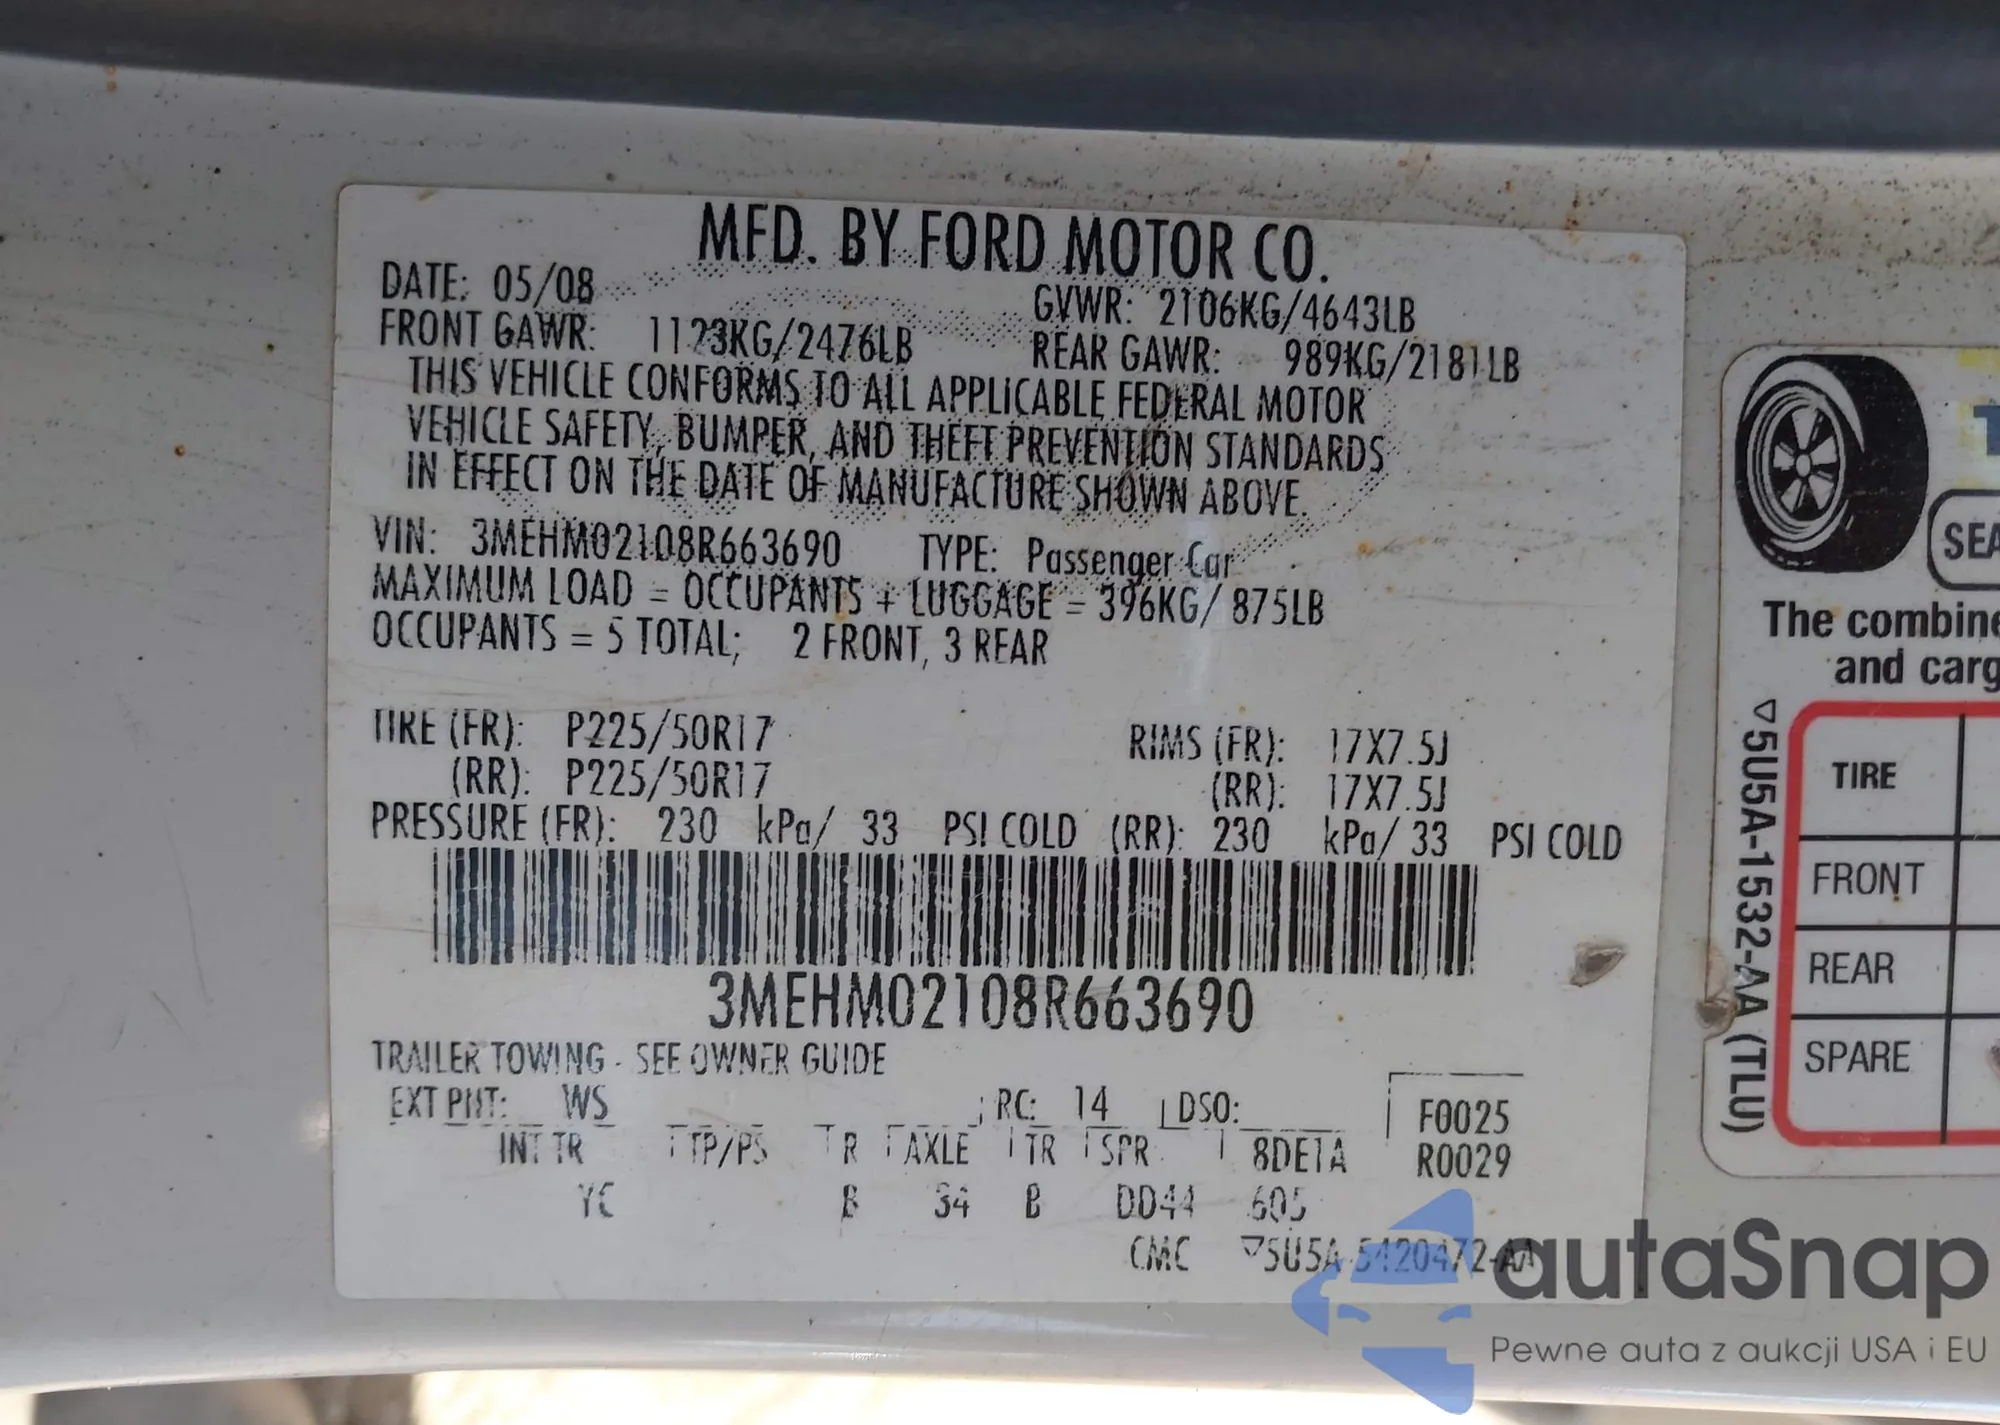 MFD. BY FORD MOTOR CO.
DATE: 05/08
GVWR: 2106KG/4643LB
FRONT GAWR: 1123KG/2476LB
REAR GAWR: 989KG/2181LB
THIS VEHICLE CONFORMS TO ALL APPLICABLE FEDERAL MOTOR
VEHICLE SAFETY, BUMPER, AND THEFT PREVENTION STANDARDS
IN EFFECT ON THE DATE OF MANUFACTURE SHOWN ABOVE.
VIN: 3MEHM02108R663690 TYPE: Passenger Car
MAXIMUM LOAD = OCCUPANTS + LUGGAGE = 396KG/ 875LB
OCCUPANTS = 5 TOTAL; 2 FRONT, 3 REAR
TIRE (FR): P225/50R17 RIMS (FR): 17X7.5J
(RR): P225/50R17 (RR): 17X7.5J
PRESSURE (FR): 230 kPa/ 33 PSI COLD (RR): 230 kPa/ 33 PSI COLD
3MEHM02108R663690
TRAILER TOWING - SEE OWNER GUIDE
EXT PNT: WS RC: 14 DSO: F0025
INT TR TP/PS R AXLE TR SPR 8DE1A R0029
YC B 34 B DD44 605
CMC ▽5U5A-5420472-AA
SEA
The combine
and carg
▽5U5A-1532-AA (TLU)
TIRE
FRONT
REAR
SPARE
autaSnap
Pewne auta z aukcji USA i EU